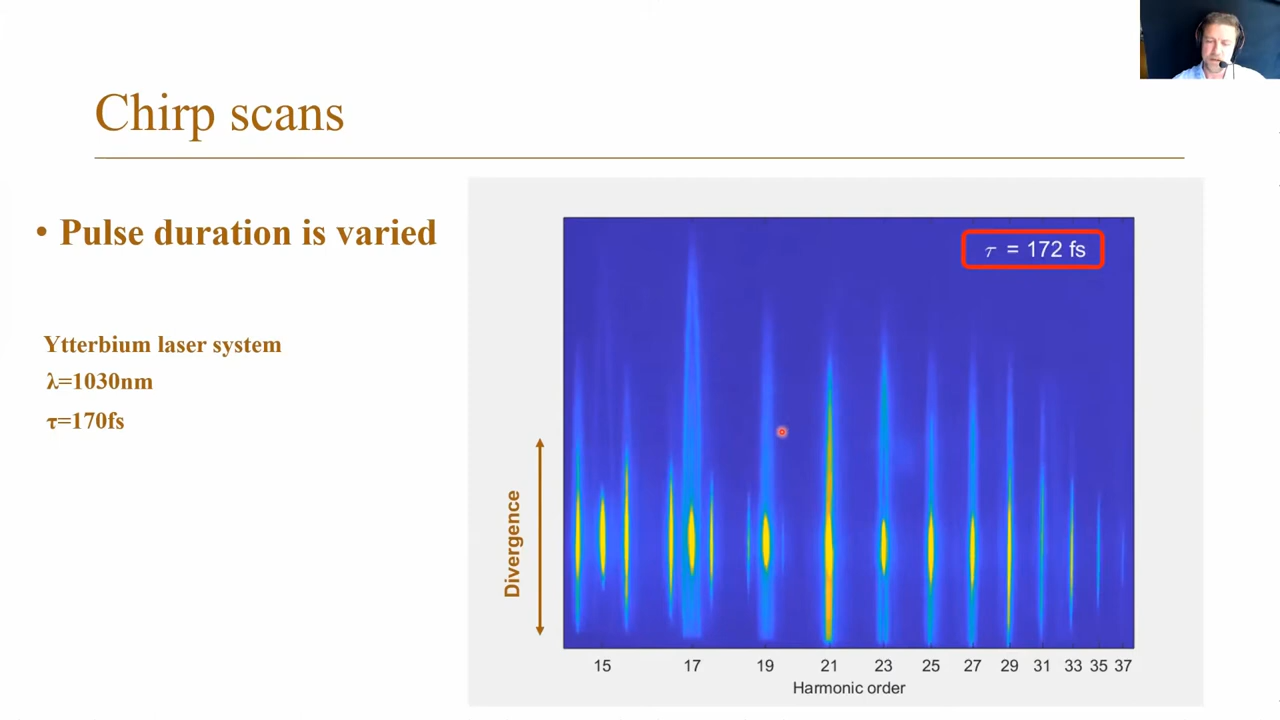 Chirp scans
• Pulse duration is varied
Ytterbium laser system
λ=1030nm
τ=170fs
τ = 172 fs
Divergence
15 17 19 21 23 25 27 29 31 33 35 37
Harmonic order